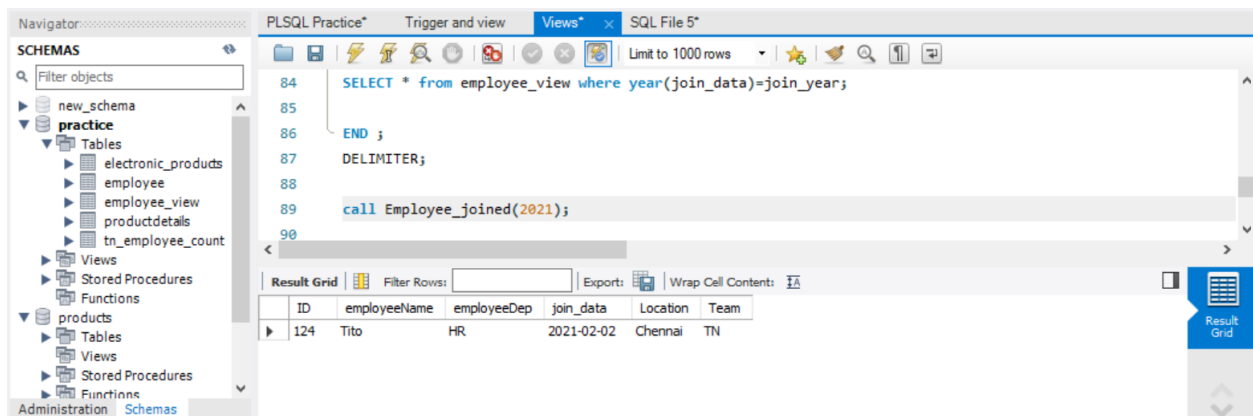 Navigator
PLSQL Practice* Trigger and view Views* × SQL File 5*
SCHEMAS
Limit to 1000 rows
Filter objects
new_schema
practice
Tables
electronic_products
employee
employee_view
productdetails
tn_employee_count
Views
Stored Procedures
Functions
products
Tables
Views
Stored Procedures
Functions
Administration Schemas
84 SELECT * from employee_view where year(join_data)=join_year;
85
86 END ;
87 DELIMITER;
88
89 call Employee_joined(2021);
90
Result Grid Filter Rows: Export: Wrap Cell Content: IA
ID employeeName employeeDep join_data Location Team
124 Tito HR 2021-02-02 Chennai TN
Result
Grid